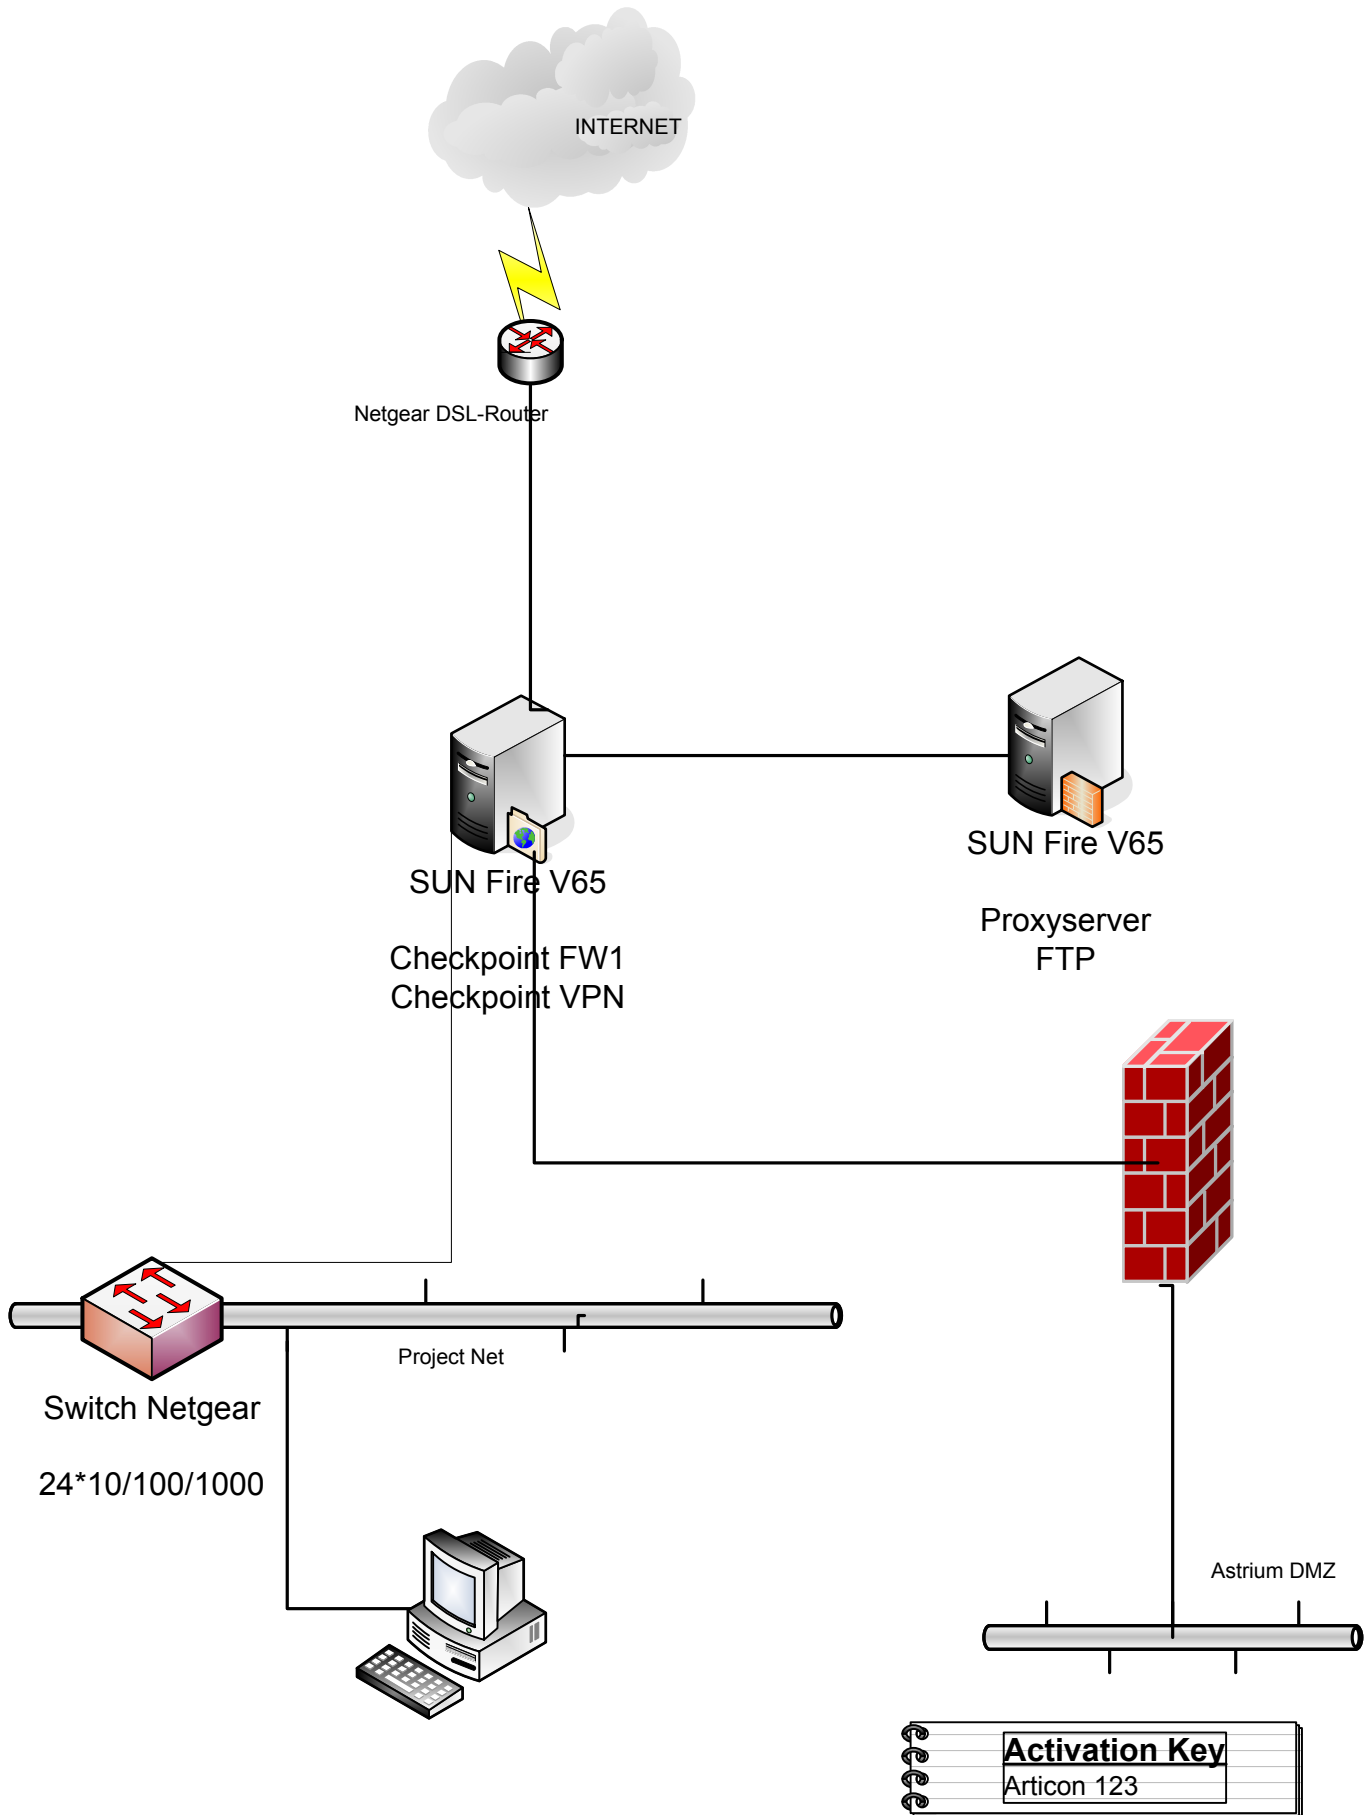 INTERNET
Netgear DSL-Router
SUN Fire V65
Checkpoint FW1
Checkpoint VPN
SUN Fire V65
Proxyserver
FTP
Project Net
Switch Netgear
24*10/100/1000
Astrium DMZ
Activation Key
Articon 123